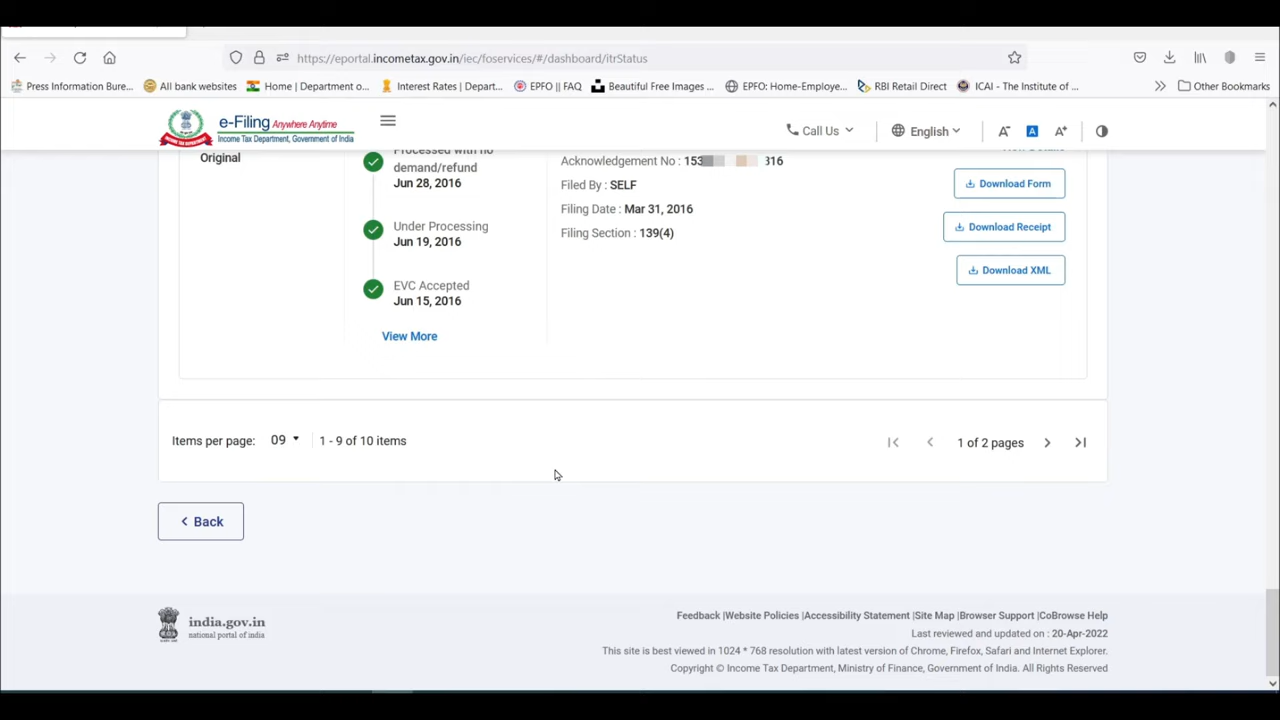 https://eportal.incometax.gov.in/iec/foservices/#/dashboard/itrStatus
Press Information Bure... All bank websites Home | Department o... Interest Rates | Depart... EPFO || FAQ Beautiful Free Images ... EPFO: Home-Employe... RBI Retail Direct ICAI - The Institute of ... Other Bookmarks
e-Filing Anywhere Anytime
Income Tax Department, Government of India
Call Us English A A A
Original
Processed with no
demand/refund
Jun 28, 2016
Under Processing
Jun 19, 2016
EVC Accepted
Jun 15, 2016
View More
Acknowledgement No : 153 316
Filed By : SELF
Filing Date : Mar 31, 2016
Filing Section : 139(4)
Download Form
Download Receipt
Download XML
Items per page: 09 1 - 9 of 10 items
1 of 2 pages
Back
india.gov.in
national portal of india
Feedback |Website Policies |Accessibility Statement |Site Map |Browser Support |CoBrowse Help
Last reviewed and updated on : 20-Apr-2022
This site is best viewed in 1024 * 768 resolution with latest version of Chrome, Firefox, Safari and Internet Explorer.
Copyright © Income Tax Department, Ministry of Finance, Government of India. All Rights Reserved